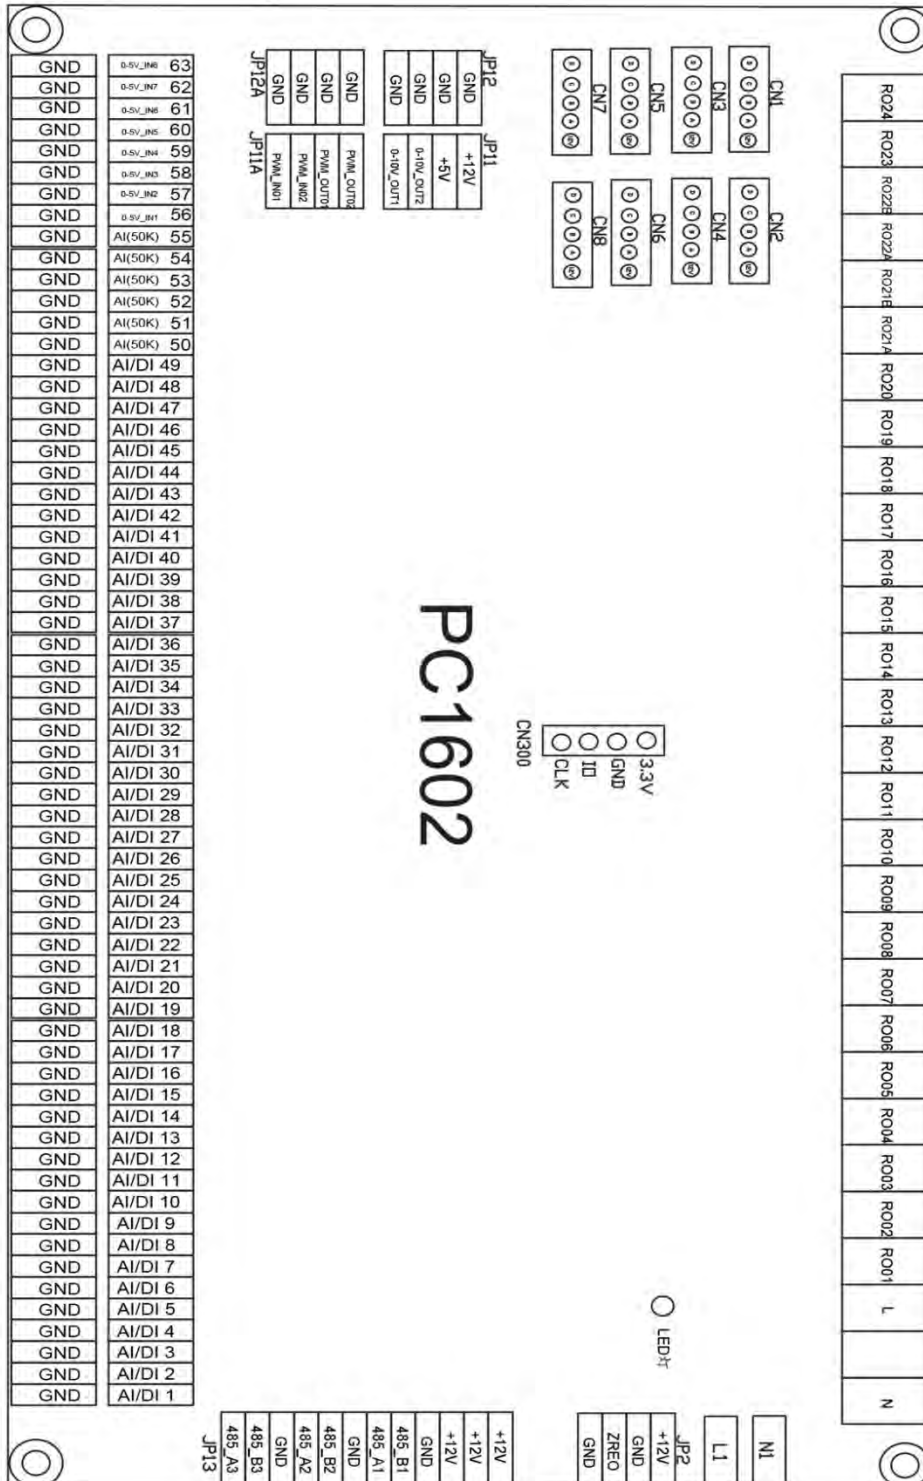 GND 0-5V_IN8 63
GND 0-5V_IN7 62
GND 0-5V_IN6 61
GND 0-5V_IN5 60
GND 0-5V_IN4 59
GND 0-5V_IN3 58
GND 0-5V_IN2 57
GND 0-5V_IN1 56
GND AI(50K) 55
GND AI(50K) 54
GND AI(50K) 53
GND AI(50K) 52
GND AI(50K) 51
GND AI(50K) 50
GND AI/DI 49
GND AI/DI 48
GND AI/DI 47
GND AI/DI 46
GND AI/DI 45
GND AI/DI 44
GND AI/DI 43
GND AI/DI 42
GND AI/DI 41
GND AI/DI 40
GND AI/DI 39
GND AI/DI 38
GND AI/DI 37
GND AI/DI 36
GND AI/DI 35
GND AI/DI 34
GND AI/DI 33
GND AI/DI 32
GND AI/DI 31
GND AI/DI 30
GND AI/DI 29
GND AI/DI 28
GND AI/DI 27
GND AI/DI 26
GND AI/DI 25
GND AI/DI 24
GND AI/DI 23
GND AI/DI 22
GND AI/DI 21
GND AI/DI 20
GND AI/DI 19
GND AI/DI 18
GND AI/DI 17
GND AI/DI 16
GND AI/DI 15
GND AI/DI 14
GND AI/DI 13
GND AI/DI 12
GND AI/DI 11
GND AI/DI 10
GND AI/DI 9
GND AI/DI 8
GND AI/DI 7
GND AI/DI 6
GND AI/DI 5
GND AI/DI 4
GND AI/DI 3
GND AI/DI 2
GND AI/DI 1
JP12A
GND
GND
GND
GND
JP11A
PWM_IN01
PWM_IN02
PWM_OUT01
PWM_OUT02
JP12
GND
GND
GND
GND
JP11
0-10V_OUT1
0-10V_OUT2
+5V
+12V
CN7
CN5
CN3
CN1
CN8
CN6
CN4
CN2
PC1602
CN300
CLK
IO
GND
3.3V
LED灯
RO24
RO23
RO22B
RO22A
RO21B
RO21A
RO20
RO19
RO18
RO17
RO16
RO15
RO14
RO13
RO12
RO11
RO10
RO09
RO08
RO07
RO06
RO05
RO04
RO03
RO02
RO01
L
N
JP13
485_A3
485_B3
GND
485_A2
485_B2
GND
485_A1
485_B1
GND
+12V
+12V
+12V
GND
ZREO
GND
+12V
JP2
L1
N1